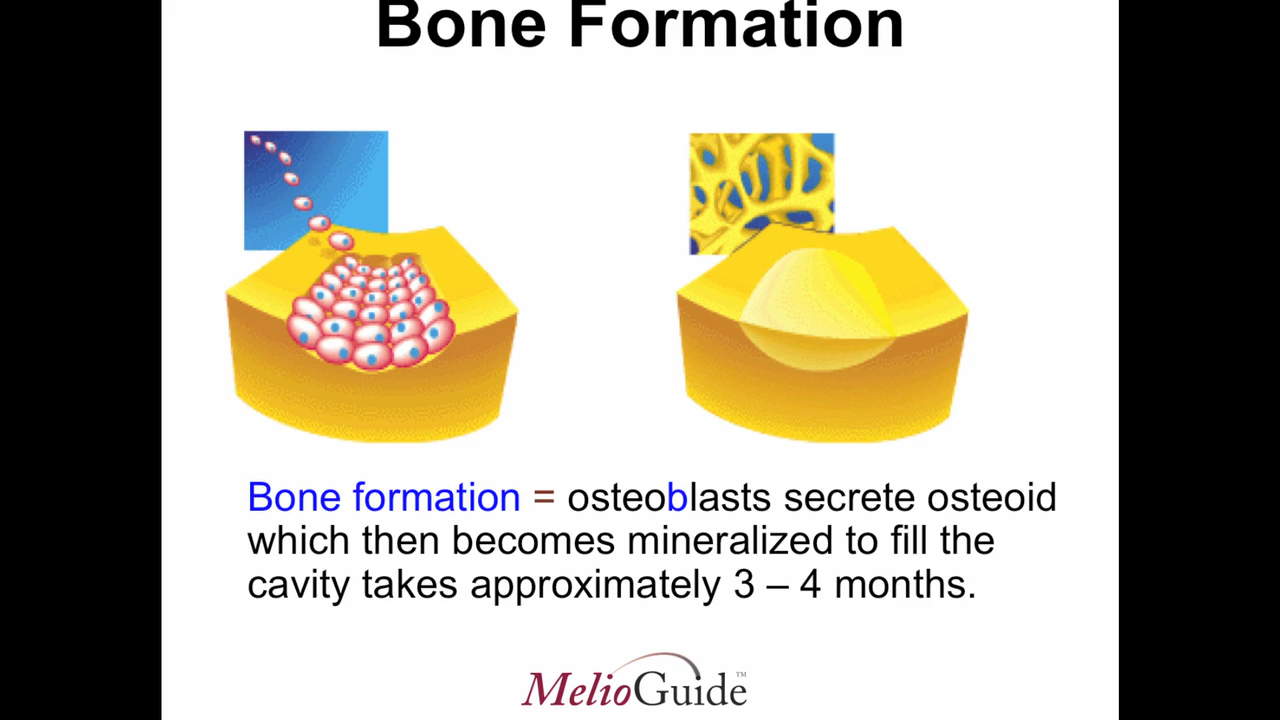 Bone Formation
Bone formation = osteoblasts secrete osteoid
which then becomes mineralized to fill the
cavity takes approximately 3 – 4 months.
MelioGuide™